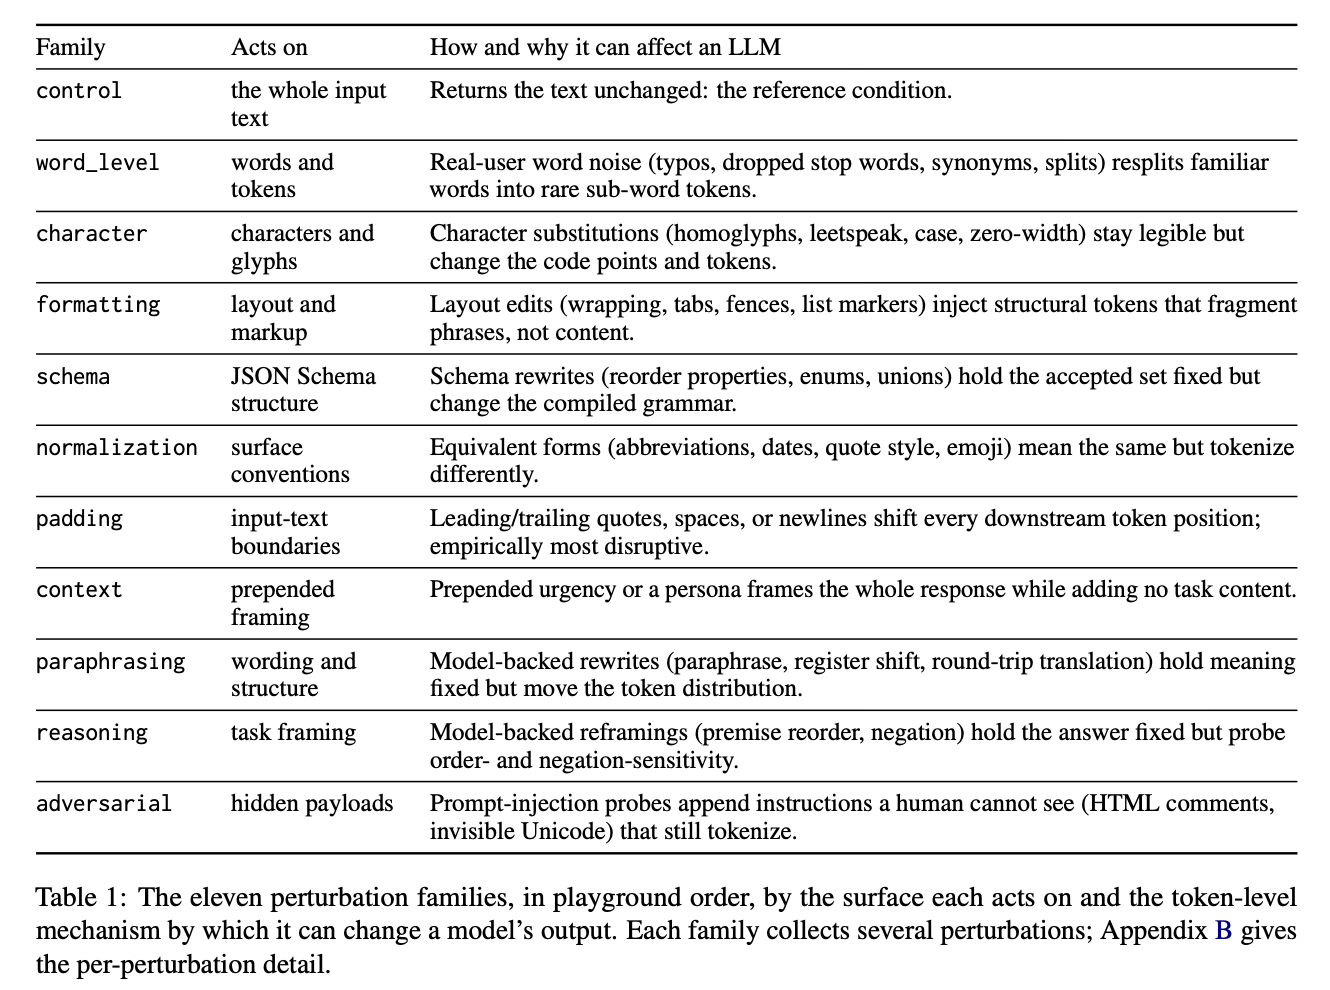 Family Acts on How and why it can affect an LLM
control the whole input Returns the text unchanged: the reference condition.
text
word_level words and Real-user word noise (typos, dropped stop words, synonyms, splits) resplits familiar
tokens words into rare sub-word tokens.
character characters and Character substitutions (homoglyphs, leetspeak, case, zero-width) stay legible but
glyphs change the code points and tokens.
formatting layout and Layout edits (wrapping, tabs, fences, list markers) inject structural tokens that fragment
markup phrases, not content.
schema JSON Schema Schema rewrites (reorder properties, enums, unions) hold the accepted set fixed but
structure change the compiled grammar.
normalization surface Equivalent forms (abbreviations, dates, quote style, emoji) mean the same but tokenize
conventions differently.
padding input-text Leading/trailing quotes, spaces, or newlines shift every downstream token position;
boundaries empirically most disruptive.
context prepended Prepended urgency or a persona frames the whole response while adding no task content.
framing
paraphrasing wording and Model-backed rewrites (paraphrase, register shift, round-trip translation) hold meaning
structure fixed but move the token distribution.
reasoning task framing Model-backed reframings (premise reorder, negation) hold the answer fixed but probe
order- and negation-sensitivity.
adversarial hidden payloads Prompt-injection probes append instructions a human cannot see (HTML comments,
invisible Unicode) that still tokenize.
Table 1: The eleven perturbation families, in playground order, by the surface each acts on and the token-level
mechanism by which it can change a model’s output. Each family collects several perturbations; Appendix B gives
the per-perturbation detail.